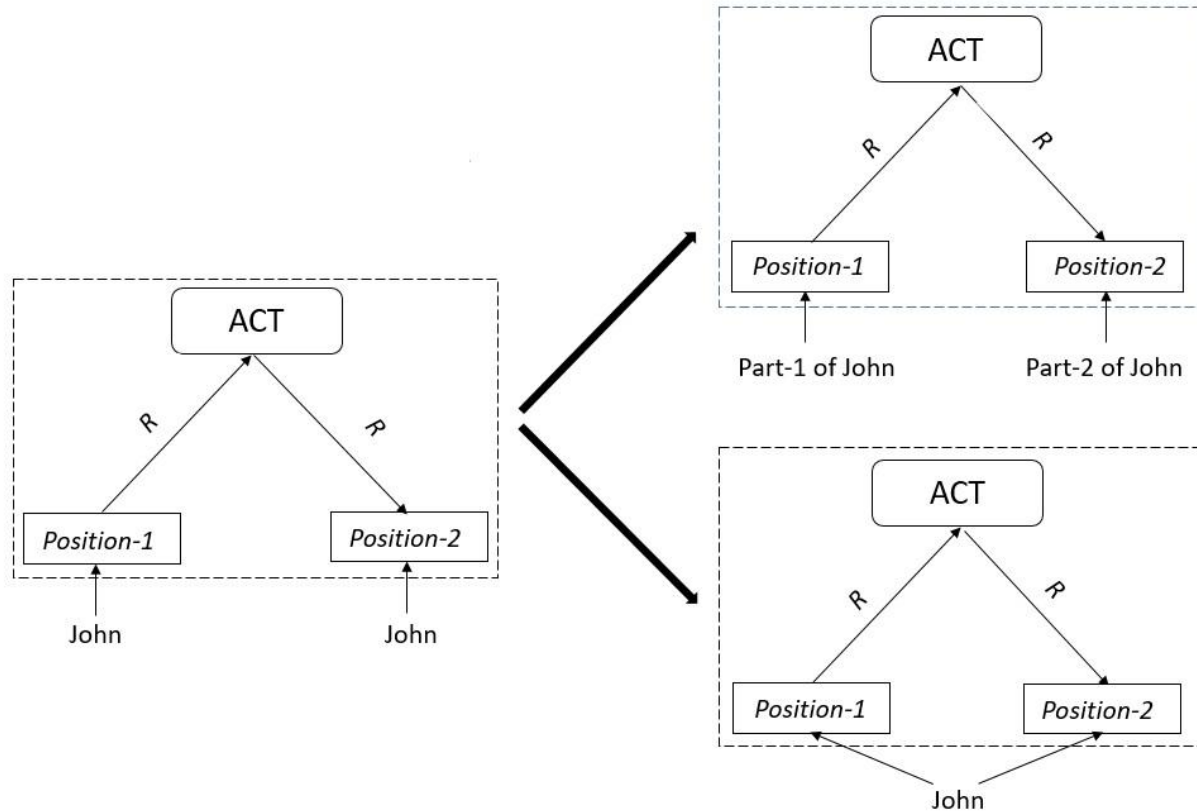 ACT
R
R
Position-1
Position-2
John
John
ACT
R
R
Position-1
Position-2
Part-1 of John
Part-2 of John
ACT
R
R
Position-1
Position-2
John